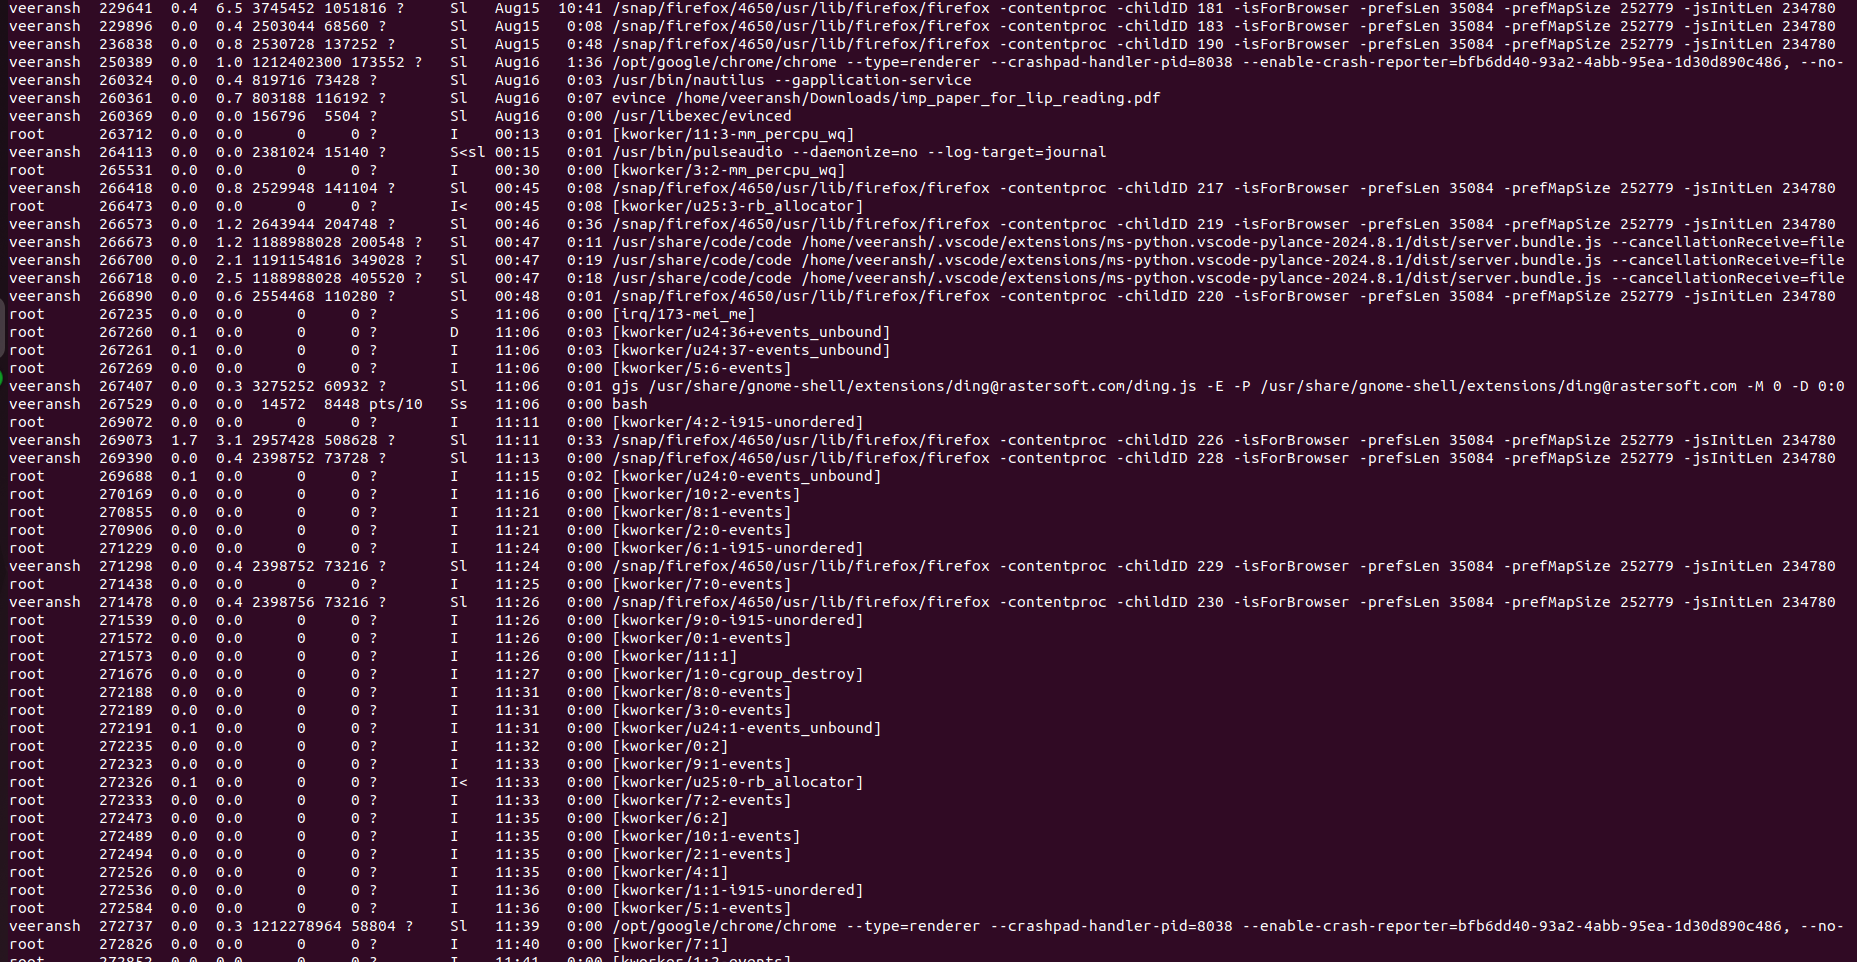 veeransh  229641  0.4  6.5 3745452 1051816 ?     Sl   Aug15  10:41 /snap/firefox/4650/usr/lib/firefox/firefox -contentproc -childID 181 -isForBrowser -prefsLen 35084 -prefMapSize 252779 -jsInitLen 234780
veeransh  229896  0.0  0.4 2503044 68560 ?       Sl   Aug15   0:08 /snap/firefox/4650/usr/lib/firefox/firefox -contentproc -childID 183 -isForBrowser -prefsLen 35084 -prefMapSize 252779 -jsInitLen 234780
veeransh  236838  0.0  0.8 2530728 137252 ?      Sl   Aug15   0:48 /snap/firefox/4650/usr/lib/firefox/firefox -contentproc -childID 190 -isForBrowser -prefsLen 35084 -prefMapSize 252779 -jsInitLen 234780
veeransh  250389  0.0  1.0 1212402300 173552 ?   Sl   Aug16   1:36 /opt/google/chrome/chrome --type=renderer --crashpad-handler-pid=8038 --enable-crash-reporter=bfb6dd40-93a2-4abb-95ea-1d30d890c486, --no-
veeransh  260324  0.0  0.4 819716 73428 ?        Sl   Aug16   0:03 /usr/bin/nautilus --gapplication-service
veeransh  260361  0.0  0.7 803188 116192 ?       Sl   Aug16   0:07 evince /home/veeransh/Downloads/imp_paper_for_lip_reading.pdf
veeransh  260369  0.0  0.0 156796  5504 ?        Sl   Aug16   0:00 /usr/libexec/evinced
root      263712  0.0  0.0      0     0 ?        I    00:13   0:01 [kworker/11:3-mm_percpu_wq]
veeransh  264113  0.0  0.0 2381024 15140 ?       S<sl 00:15   0:01 /usr/bin/pulseaudio --daemonize=no --log-target=journal
root      265531  0.0  0.0      0     0 ?        I    00:30   0:00 [kworker/3:2-mm_percpu_wq]
veeransh  266418  0.0  0.8 2529948 141104 ?      Sl   00:45   0:08 /snap/firefox/4650/usr/lib/firefox/firefox -contentproc -childID 217 -isForBrowser -prefsLen 35084 -prefMapSize 252779 -jsInitLen 234780
root      266473  0.0  0.0      0     0 ?        I<   00:45   0:08 [kworker/u25:3-rb_allocator]
veeransh  266573  0.0  1.2 2643944 204748 ?      Sl   00:46   0:36 /snap/firefox/4650/usr/lib/firefox/firefox -contentproc -childID 219 -isForBrowser -prefsLen 35084 -prefMapSize 252779 -jsInitLen 234780
veeransh  266673  0.0  1.2 1188988028 200548 ?   Sl   00:47   0:11 /usr/share/code/code /home/veeransh/.vscode/extensions/ms-python.vscode-pylance-2024.8.1/dist/server.bundle.js --cancellationReceive=file
veeransh  266700  0.0  2.1 1191154816 349028 ?   Sl   00:47   0:19 /usr/share/code/code /home/veeransh/.vscode/extensions/ms-python.vscode-pylance-2024.8.1/dist/server.bundle.js --cancellationReceive=file
veeransh  266718  0.0  2.5 1188988028 405520 ?   Sl   00:47   0:18 /usr/share/code/code /home/veeransh/.vscode/extensions/ms-python.vscode-pylance-2024.8.1/dist/server.bundle.js --cancellationReceive=file
veeransh  266890  0.0  0.6 2554468 110280 ?      Sl   00:48   0:01 /snap/firefox/4650/usr/lib/firefox/firefox -contentproc -childID 220 -isForBrowser -prefsLen 35084 -prefMapSize 252779 -jsInitLen 234780
root      267235  0.0  0.0      0     0 ?        S    11:06   0:00 [irq/173-mei_me]
root      267260  0.1  0.0      0     0 ?        D    11:06   0:03 [kworker/u24:36+events_unbound]
root      267261  0.1  0.0      0     0 ?        I    11:06   0:03 [kworker/u24:37-events_unbound]
root      267269  0.0  0.0      0     0 ?        I    11:06   0:00 [kworker/5:6-events]
veeransh  267407  0.0  0.3 3275252 60932 ?       Sl   11:06   0:01 gjs /usr/share/gnome-shell/extensions/ding@rastersoft.com/ding.js -E -P /usr/share/gnome-shell/extensions/ding@rastersoft.com -M 0 -D 0:0
veeransh  267529  0.0  0.0  14572  8448 pts/10   Ss   11:06   0:00 bash
root      269072  0.0  0.0      0     0 ?        I    11:11   0:00 [kworker/4:2-i915-unordered]
veeransh  269073  1.7  3.1 2957428 508628 ?      Sl   11:11   0:33 /snap/firefox/4650/usr/lib/firefox/firefox -contentproc -childID 226 -isForBrowser -prefsLen 35084 -prefMapSize 252779 -jsInitLen 234780
veeransh  269390  0.0  0.4 2398752 73728 ?       Sl   11:13   0:00 /snap/firefox/4650/usr/lib/firefox/firefox -contentproc -childID 228 -isForBrowser -prefsLen 35084 -prefMapSize 252779 -jsInitLen 234780
root      269688  0.1  0.0      0     0 ?        I    11:15   0:02 [kworker/u24:0-events_unbound]
root      270169  0.0  0.0      0     0 ?        I    11:16   0:00 [kworker/10:2-events]
root      270855  0.0  0.0      0     0 ?        I    11:21   0:00 [kworker/8:1-events]
root      270906  0.0  0.0      0     0 ?        I    11:21   0:00 [kworker/2:0-events]
root      271229  0.0  0.0      0     0 ?        I    11:24   0:00 [kworker/6:1-i915-unordered]
veeransh  271298  0.0  0.4 2398752 73216 ?       Sl   11:24   0:00 /snap/firefox/4650/usr/lib/firefox/firefox -contentproc -childID 229 -isForBrowser -prefsLen 35084 -prefMapSize 252779 -jsInitLen 234780
root      271438  0.0  0.0      0     0 ?        I    11:25   0:00 [kworker/7:0-events]
veeransh  271478  0.0  0.4 2398756 73216 ?       Sl   11:26   0:00 /snap/firefox/4650/usr/lib/firefox/firefox -contentproc -childID 230 -isForBrowser -prefsLen 35084 -prefMapSize 252779 -jsInitLen 234780
root      271539  0.0  0.0      0     0 ?        I    11:26   0:00 [kworker/9:0-i915-unordered]
root      271572  0.0  0.0      0     0 ?        I    11:26   0:00 [kworker/0:1-events]
root      271573  0.0  0.0      0     0 ?        I    11:26   0:00 [kworker/11:1]
root      271676  0.0  0.0      0     0 ?        I    11:27   0:00 [kworker/1:0-cgroup_destroy]
root      272188  0.0  0.0      0     0 ?        I    11:31   0:00 [kworker/8:0-events]
root      272189  0.0  0.0      0     0 ?        I    11:31   0:00 [kworker/3:0-events]
root      272191  0.1  0.0      0     0 ?        I    11:31   0:00 [kworker/u24:1-events_unbound]
root      272235  0.0  0.0      0     0 ?        I    11:32   0:00 [kworker/0:2]
root      272323  0.0  0.0      0     0 ?        I    11:33   0:00 [kworker/9:1-events]
root      272326  0.1  0.0      0     0 ?        I<   11:33   0:00 [kworker/u25:0-rb_allocator]
root      272333  0.0  0.0      0     0 ?        I    11:33   0:00 [kworker/7:2-events]
root      272473  0.0  0.0      0     0 ?        I    11:35   0:00 [kworker/6:2]
root      272489  0.0  0.0      0     0 ?        I    11:35   0:00 [kworker/10:1-events]
root      272494  0.0  0.0      0     0 ?        I    11:35   0:00 [kworker/2:1-events]
root      272526  0.0  0.0      0     0 ?        I    11:35   0:00 [kworker/4:1]
root      272536  0.0  0.0      0     0 ?        I    11:36   0:00 [kworker/1:1-i915-unordered]
root      272584  0.0  0.0      0     0 ?        I    11:36   0:00 [kworker/5:1-events]
veeransh  272737  0.0  0.3 1212278964 58804 ?    Sl   11:39   0:00 /opt/google/chrome/chrome --type=renderer --crashpad-handler-pid=8038 --enable-crash-reporter=bfb6dd40-93a2-4abb-95ea-1d30d890c486, --no-
root      272826  0.0  0.0      0     0 ?        I    11:40   0:00 [kworker/7:1]
root      272852  0.0  0.0      0     0 ?        I    11:41   0:00 [kworker/1:2-events]